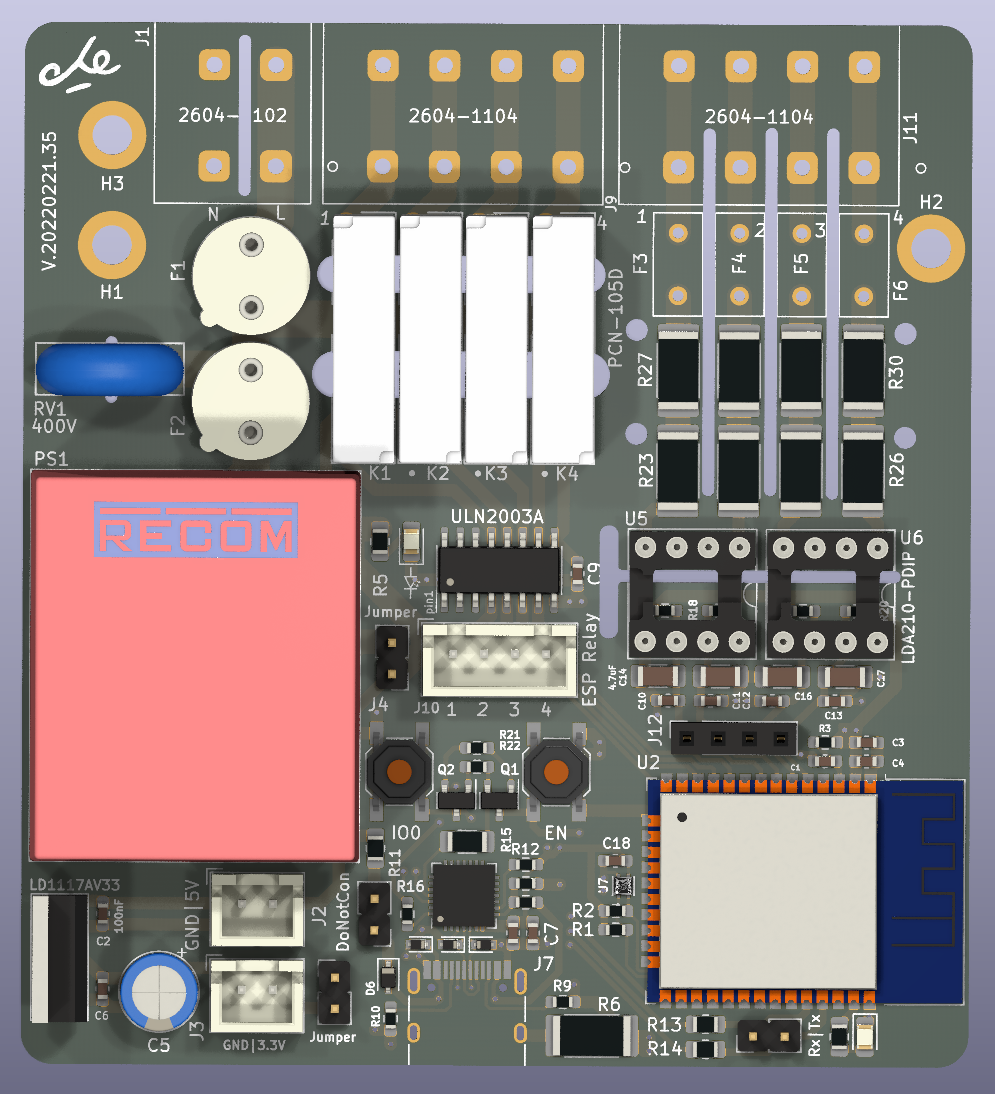 J1
2604-102
2604-1104
2604-1104
J11
V.20220221.35
H3
N
L
J9
H2
1
4
1
2
3
4
H1
F1
F3
F4
F5
F6
PCN-105D
RV1
400V
F2
R27
R30
PS1
K1
K2
K3
K4
R23
R26
RECOM
ULN2003A
U5
U6
R5
C9
pin1
Jumper
R18
R20
LDA210-PDIP
ESP Relay
J4
J10
1 2 3 4
4.7uF
C14
C10
C11
C12
C16
C13
C17
J12
R21
R22
R3
C3
C1
C4
U2
Q2
Q1
IO0
EN
R11
R15
R12
C18
LD1117AV33
100nF
C2
GND|5V
J2
DoNotCon
R16
J7
R2
R1
C7
J7
C6
C5
J3
GND|3.3V
Jumper
D6
R10
R9
R6
R13
R14
Rx|Tx